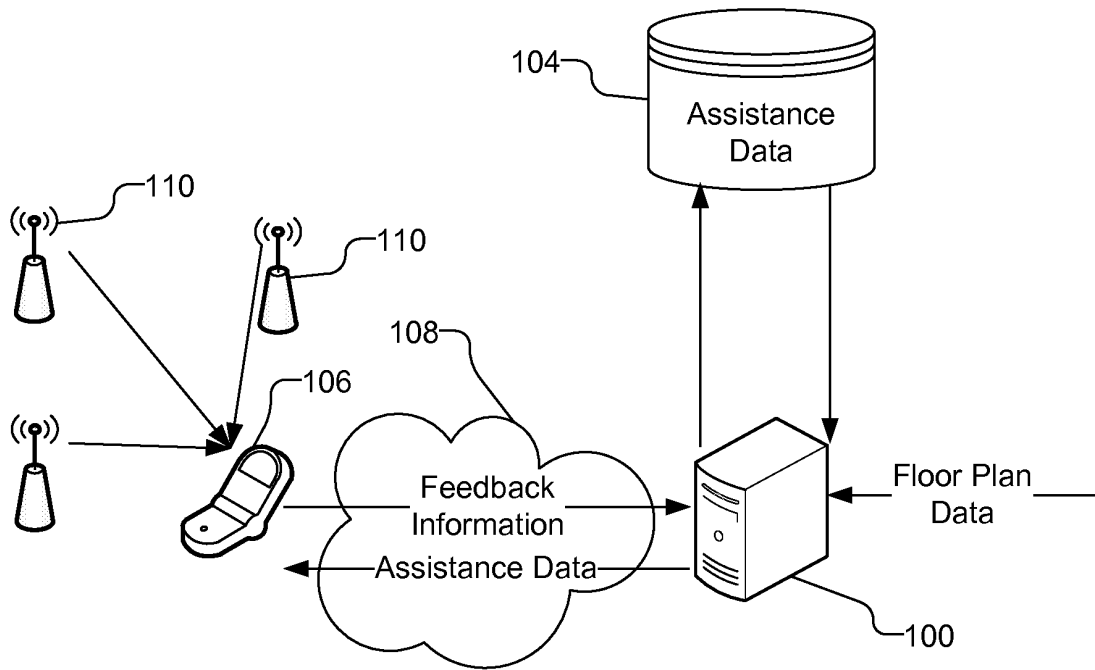 104
Assistance
Data
110
110
108
106
Feedback
Information
Assistance Data
Floor Plan
Data
100